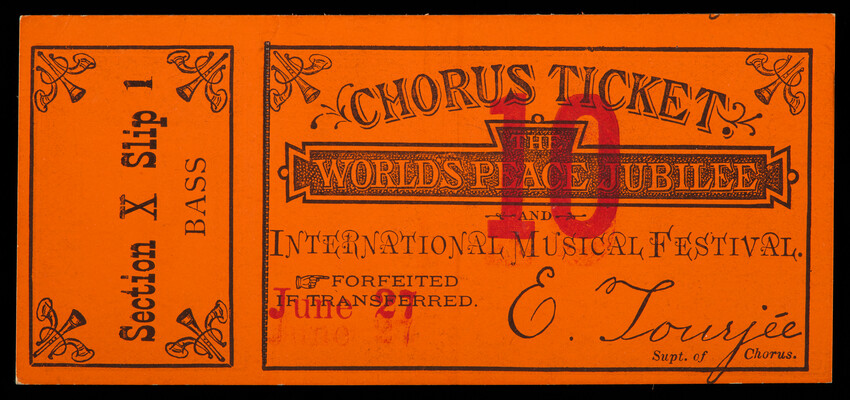 Section X Slip 1
BASS
CHORUS TICKET.
10
THE
WORLDS PEACE JUBILEE
AND
INTERNATIONAL MUSICAL FESTIVAL.
FORFEITED
IF TRANSFERRED.
June 27
June 27
E. Tourjée
Supt. of Chorus.